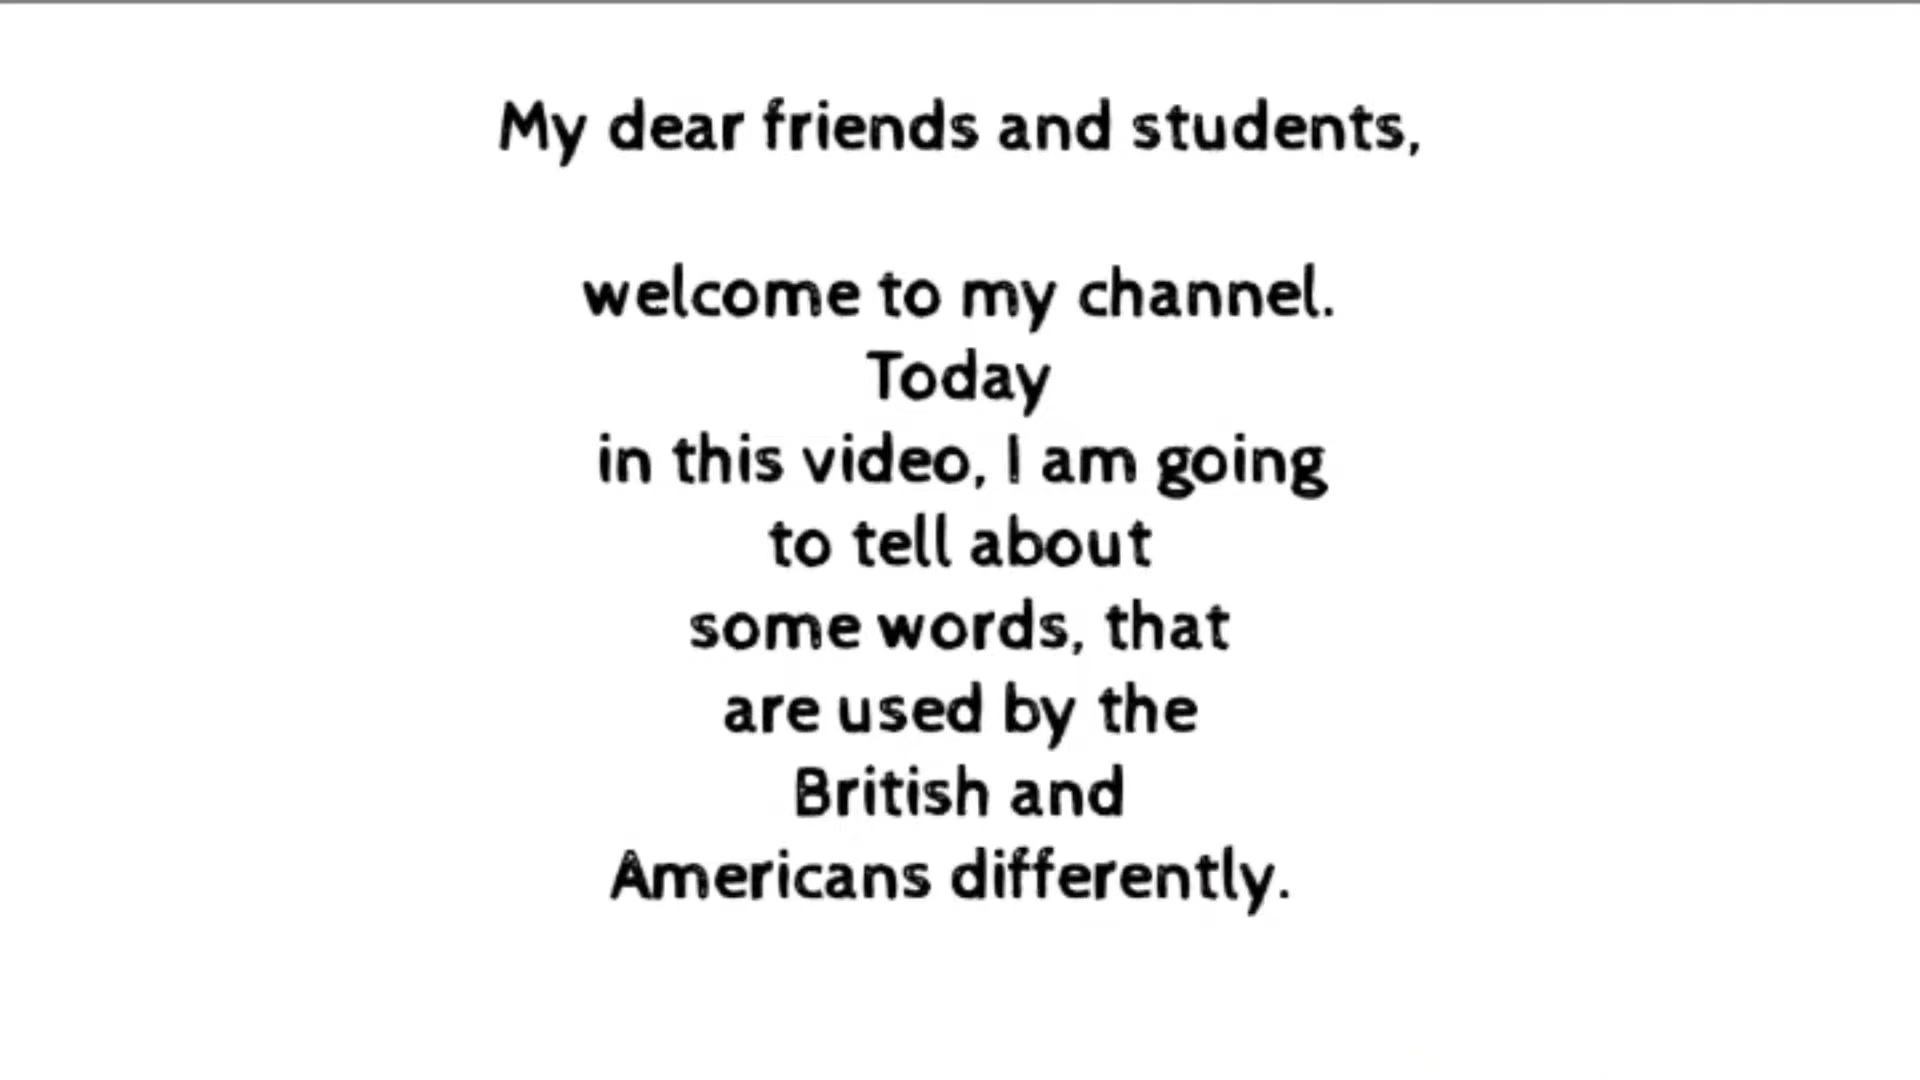 My dear friends and students,
welcome to my channel.
Today
in this video, I am going
to tell about
some words, that
are used by the
British and
Americans differently.